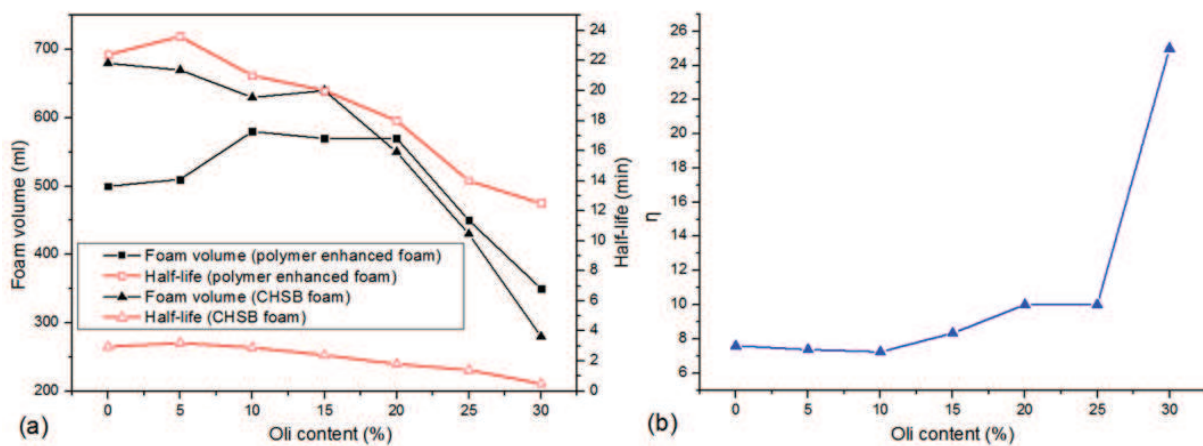 700
600
500
400
300
200
Foam volume (ml)
Foam volume (polymer enhanced foam)
Half-life (polymer enhanced foam)
Foam volume (CHSB foam)
Half-life (CHSB foam)
24
22
20
18
16
14
12
10
8
6
4
2
0
Half-life (min)
0 5 10 15 20 25 30
Oli content (%)
(a)
26
24
22
20
18
16
14
12
10
8
6
η
0 5 10 15 20 25 30
Oli content (%)
(b)